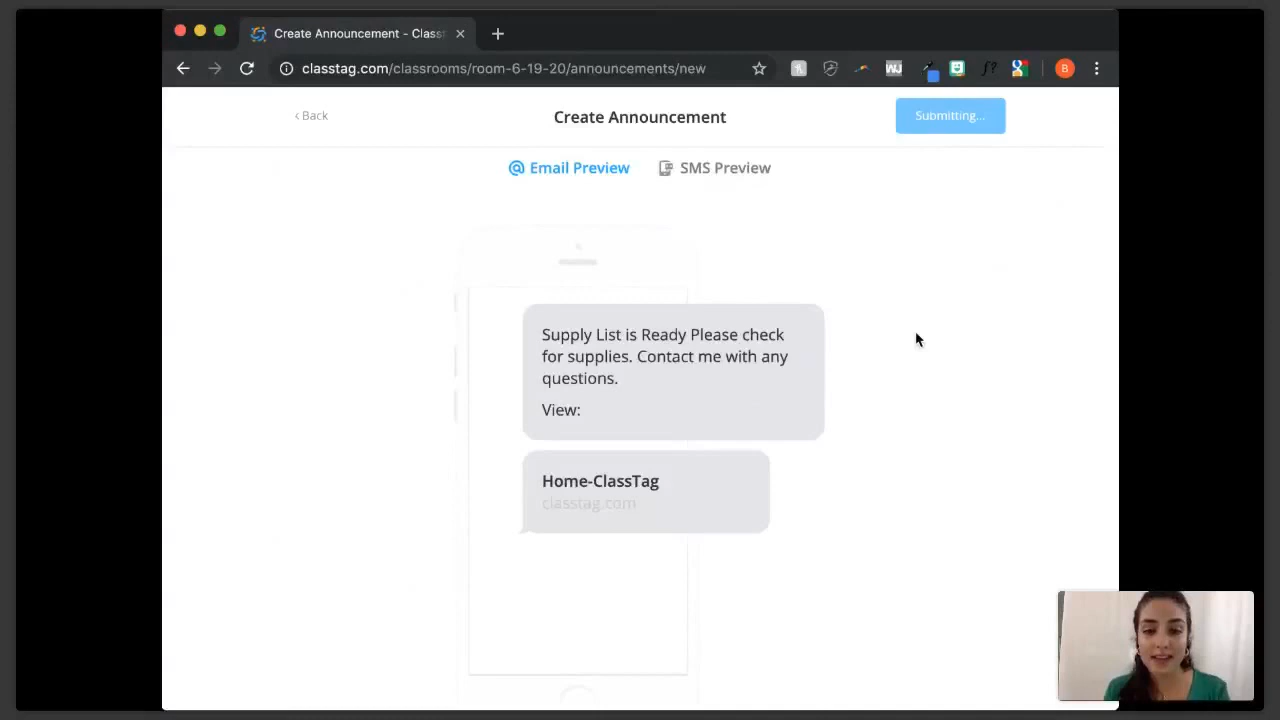 Create Announcement - Class
classtag.com/classrooms/room-6-19-20/announcements/new
WJ
f?
B
Back
Create Announcement
Submitting...
Email Preview
SMS Preview
Supply List is Ready Please check
for supplies. Contact me with any
questions.
View:
Home-ClassTag
classtag.com